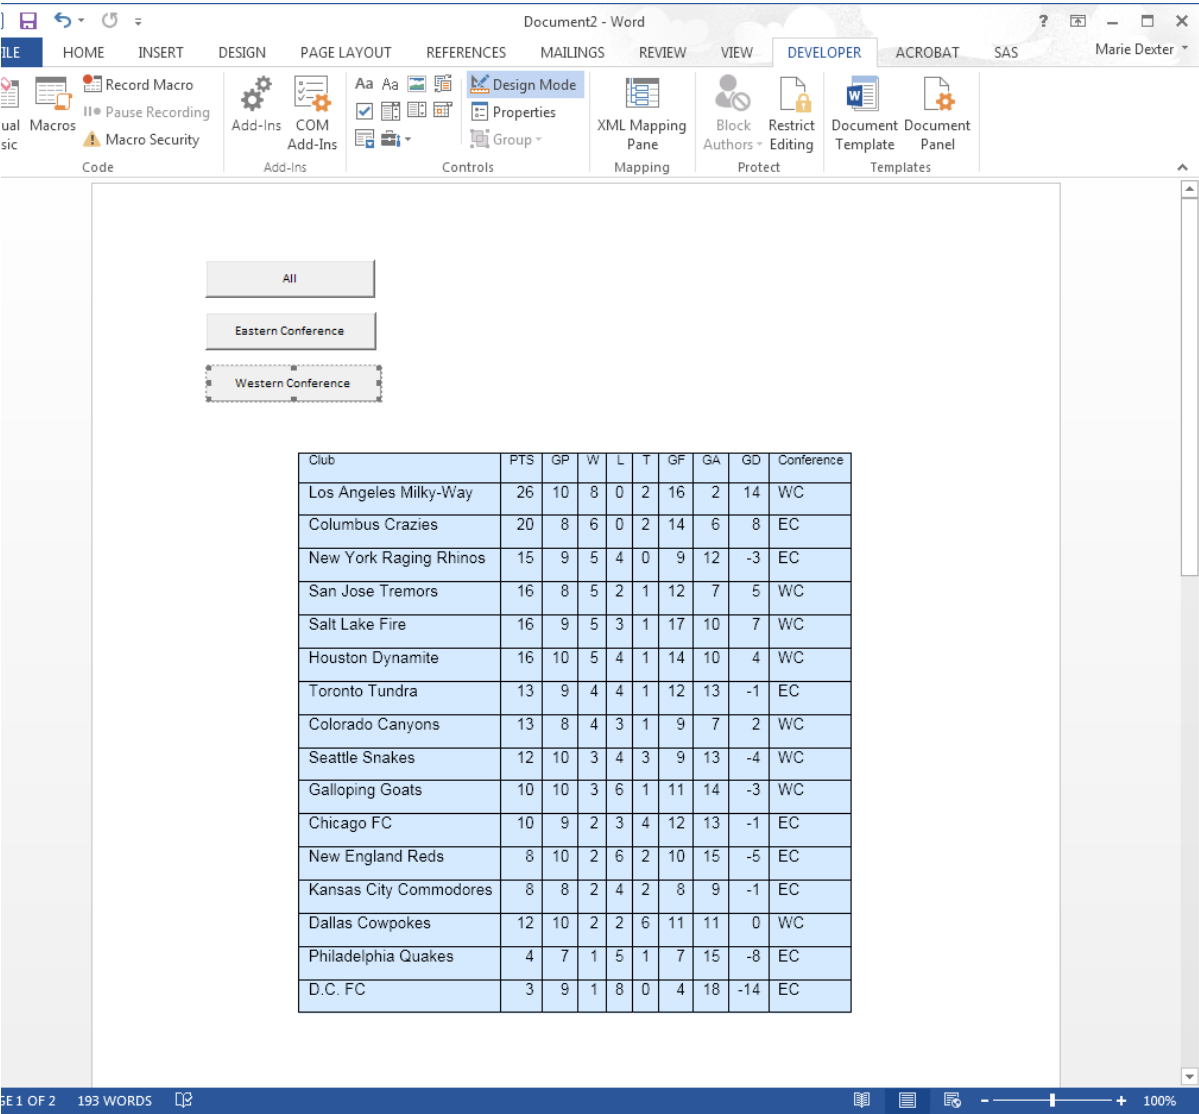 Document2 - Word
?
FILE HOME INSERT DESIGN PAGE LAYOUT REFERENCES MAILINGS REVIEW VIEW DEVELOPER ACROBAT SAS Marie Dexter
ual
sic
Macros
Record Macro
Pause Recording
Macro Security
Code
Add-Ins
COM
Add-Ins
Add-Ins
Aa Aa
Design Mode
Properties
Group
Controls
XML Mapping
Pane
Mapping
Block
Authors
Restrict
Editing
Protect
Document
Template
Document
Panel
Templates
All
Eastern Conference
Western Conference
Club PTS GP W L T GF GA GD Conference
Los Angeles Milky-Way 26 10 8 0 2 16 2 14 WC
Columbus Crazies 20 8 6 0 2 14 6 8 EC
New York Raging Rhinos 15 9 5 4 0 9 12 -3 EC
San Jose Tremors 16 8 5 2 1 12 7 5 WC
Salt Lake Fire 16 9 5 3 1 17 10 7 WC
Houston Dynamite 16 10 5 4 1 14 10 4 WC
Toronto Tundra 13 9 4 4 1 12 13 -1 EC
Colorado Canyons 13 8 4 3 1 9 7 2 WC
Seattle Snakes 12 10 3 4 3 9 13 -4 WC
Galloping Goats 10 10 3 6 1 11 14 -3 WC
Chicago FC 10 9 2 3 4 12 13 -1 EC
New England Reds 8 10 2 6 2 10 15 -5 EC
Kansas City Commodores 8 8 2 4 2 8 9 -1 EC
Dallas Cowpokes 12 10 2 2 6 11 11 0 WC
Philadelphia Quakes 4 7 1 5 1 7 15 -8 EC
D.C. FC 3 9 1 8 0 4 18 -14 EC
GE 1 OF 2 193 WORDS 100%